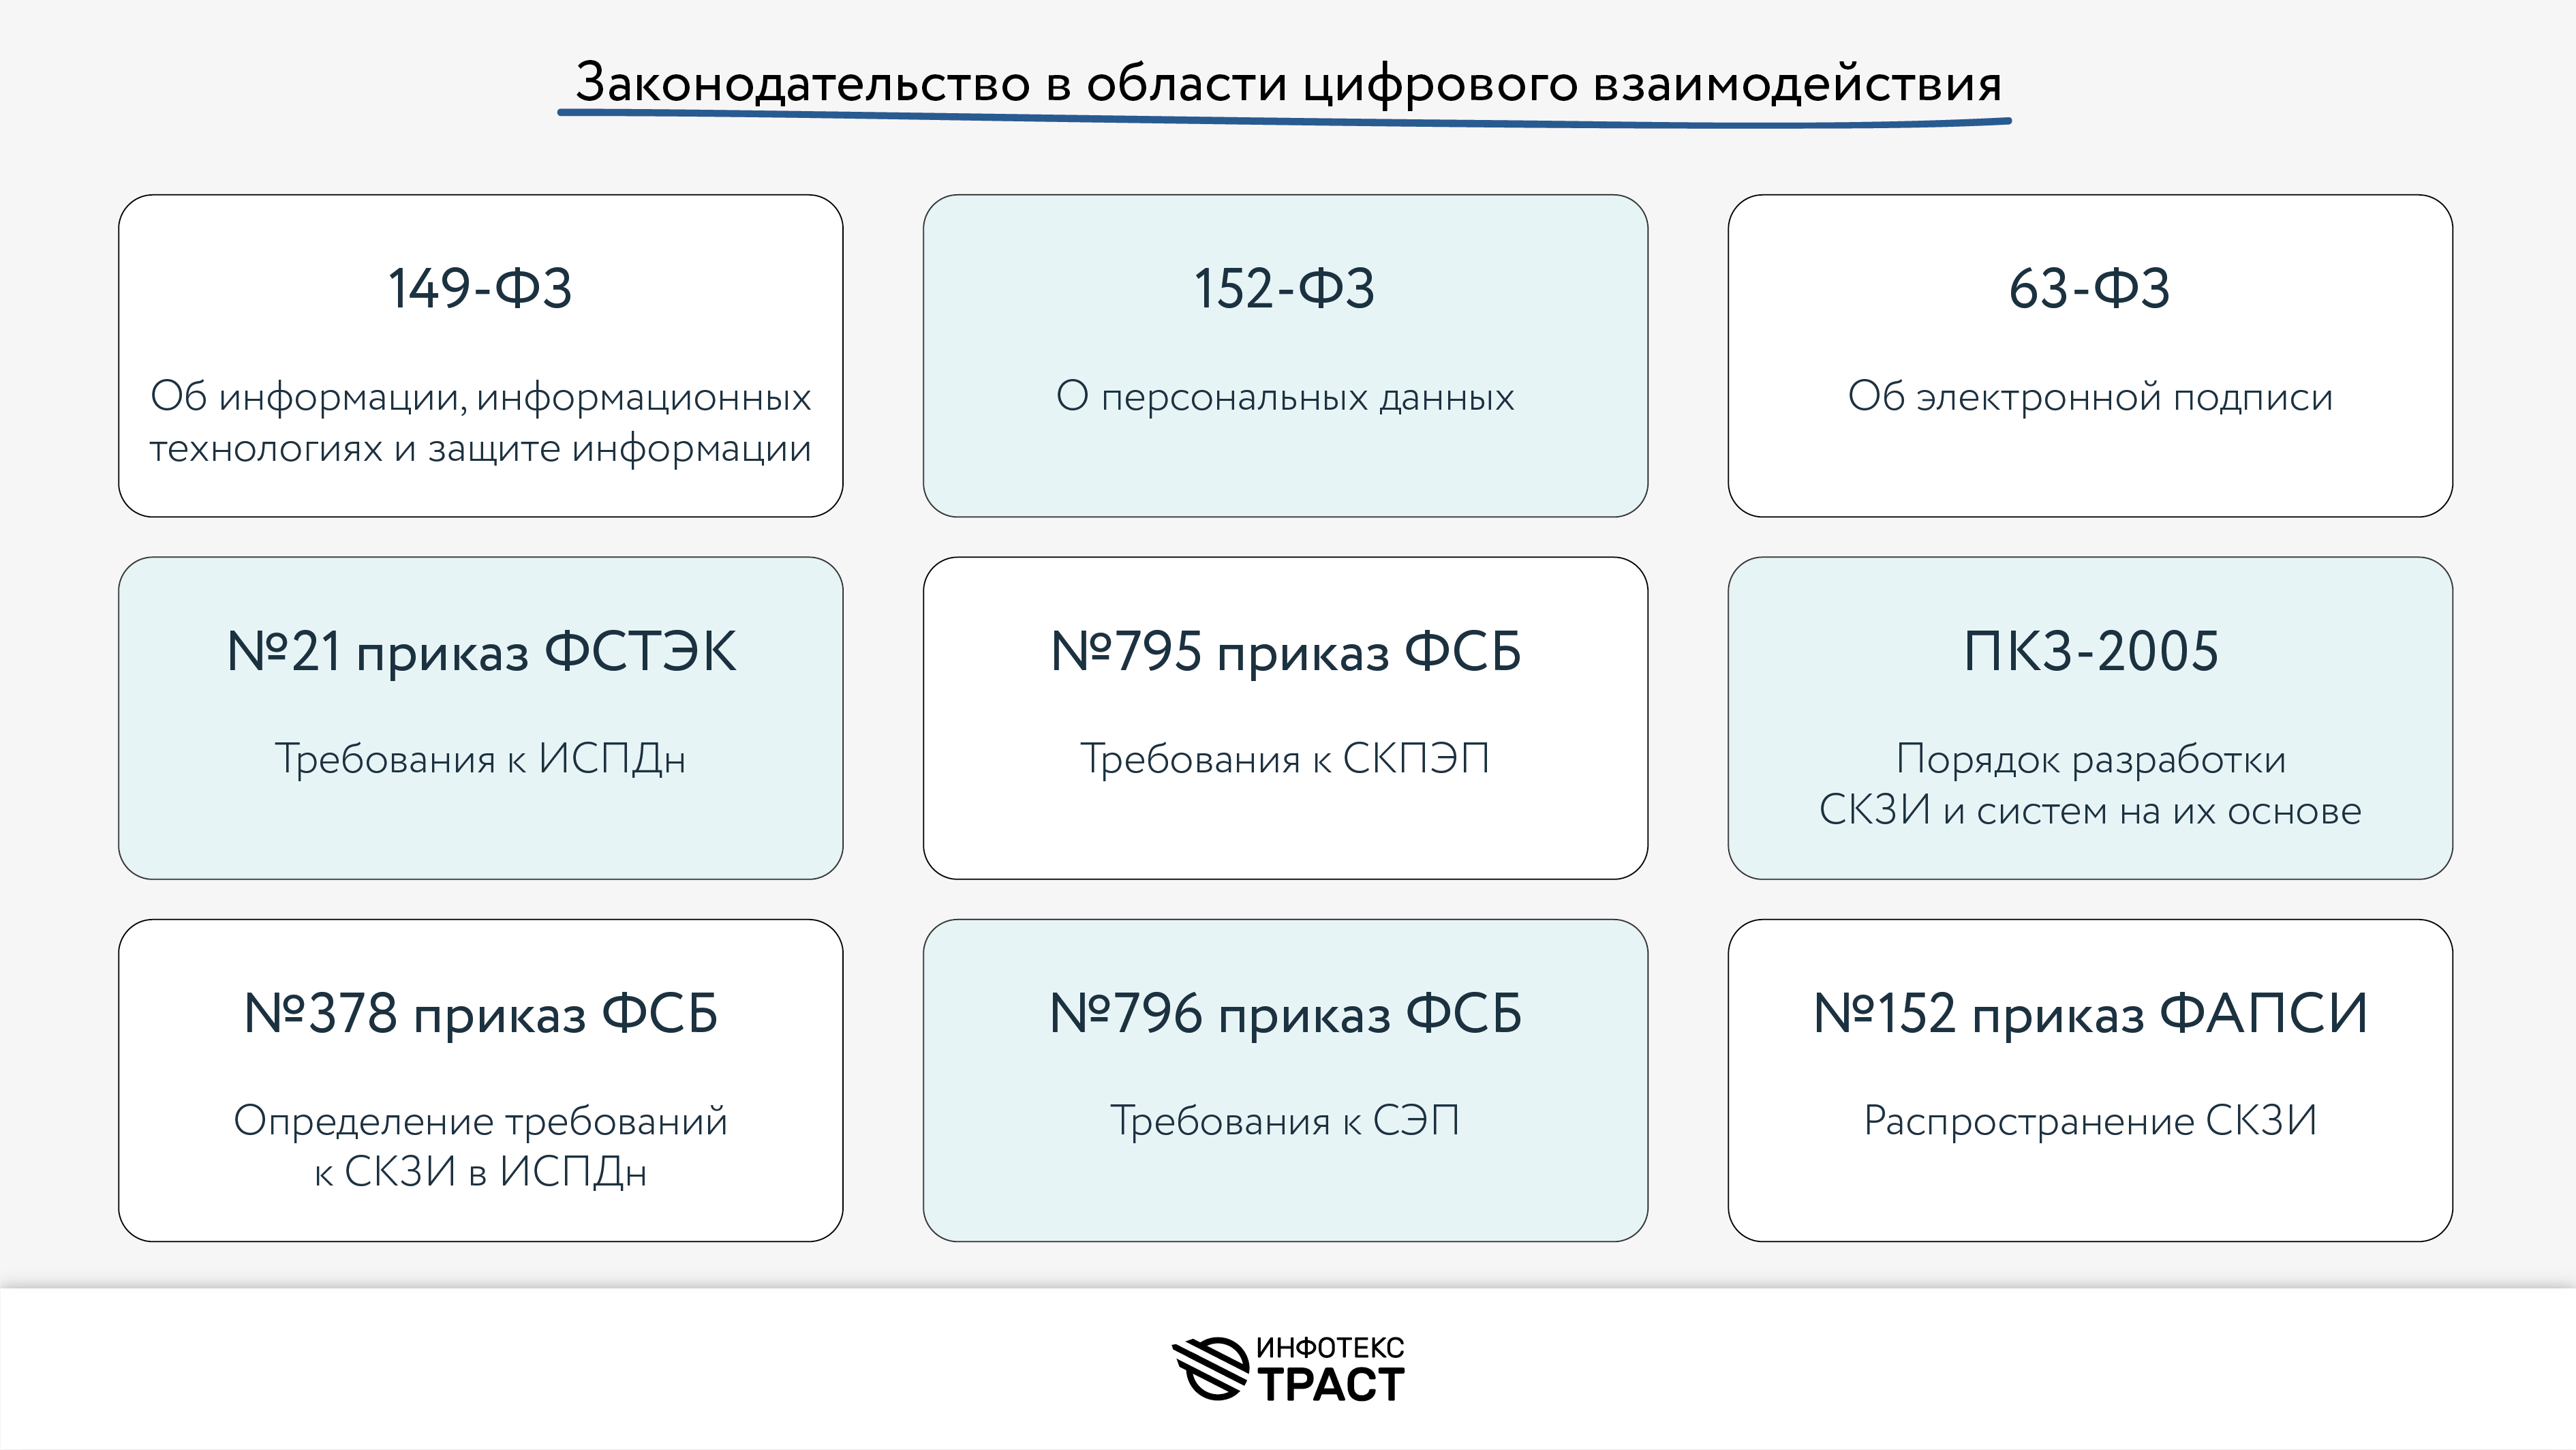 Законодательство в области цифрового взаимодействия
149-ФЗ
Об информации, информационных
технологиях и защите информации
152-ФЗ
О персональных данных
63-ФЗ
Об электронной подписи
№21 приказ ФСТЭК
Требования к ИСПДн
№795 приказ ФСБ
Требования к СКПЭП
ПКЗ-2005
Порядок разработки
СКЗИ и систем на их основе
№378 приказ ФСБ
Определение требований
к СКЗИ в ИСПДн
№796 приказ ФСБ
Требования к СЭП
№152 приказ ФАПСИ
Распространение СКЗИ
ИНФОТЕКС
ТРАСТ